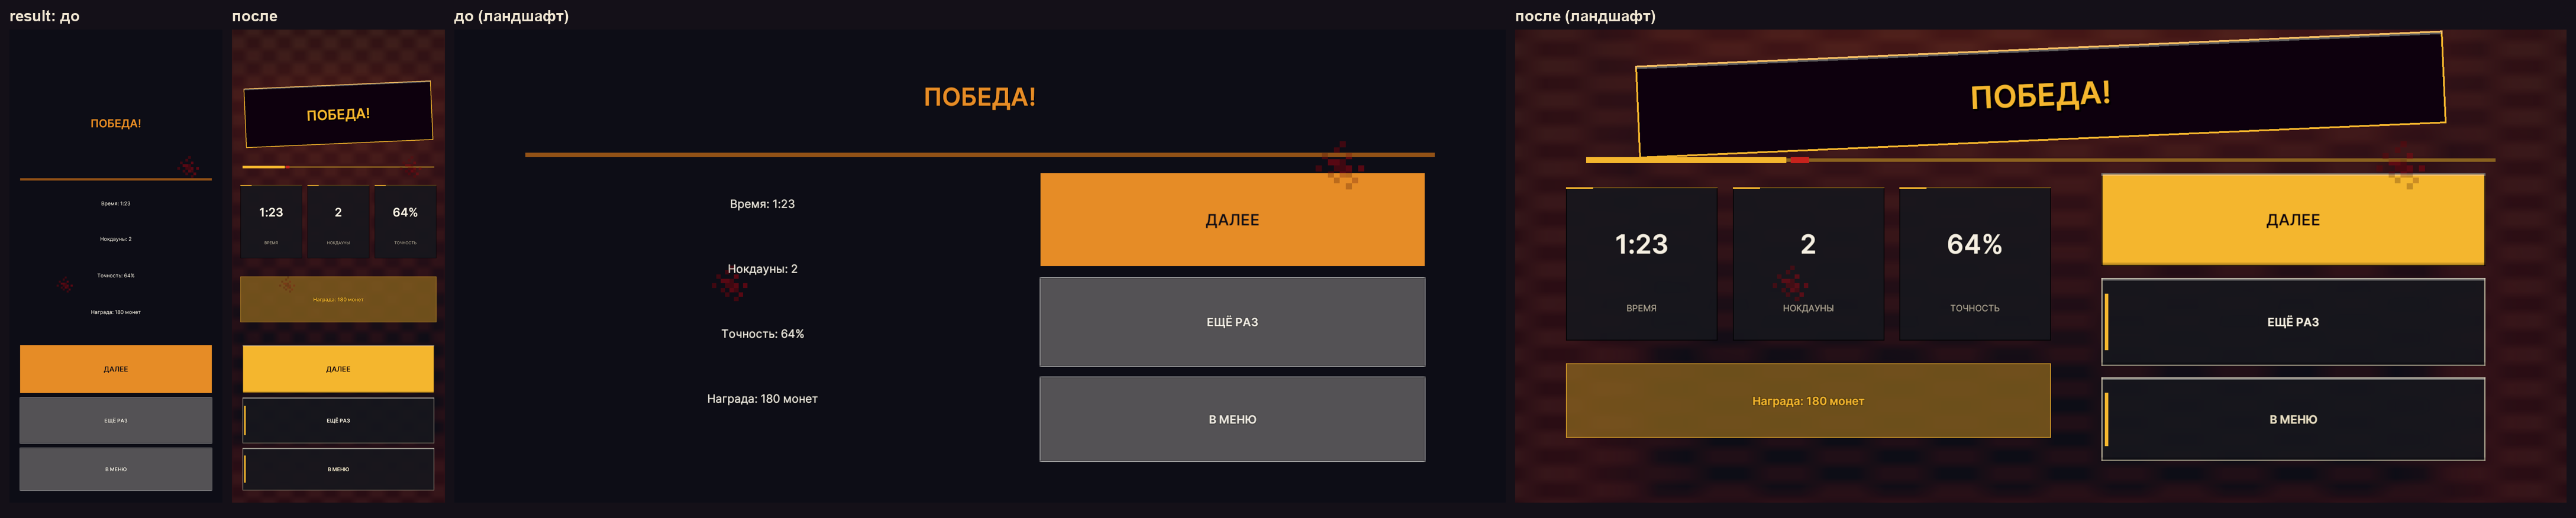 result: до
ПОБЕДА!
Время: 1:23
Нокдауны: 2
Точность: 64%
Награда: 180 монет
ДАЛЕЕ
ЕЩЁ РАЗ
В МЕНЮ
после
ПОБЕДА!
1:23
2
64%
ВРЕМЯ
НОКДАУНЫ
ТОЧНОСТЬ
Награда: 180 монет
ДАЛЕЕ
ЕЩЁ РАЗ
В МЕНЮ
до (ландшафт)
ПОБЕДА!
Время: 1:23
Нокдауны: 2
Точность: 64%
Награда: 180 монет
ДАЛЕЕ
ЕЩЁ РАЗ
В МЕНЮ
после (ландшафт)
ПОБЕДА!
1:23
2
64%
ВРЕМЯ
НОКДАУНЫ
ТОЧНОСТЬ
Награда: 180 монет
ДАЛЕЕ
ЕЩЁ РАЗ
В МЕНЮ